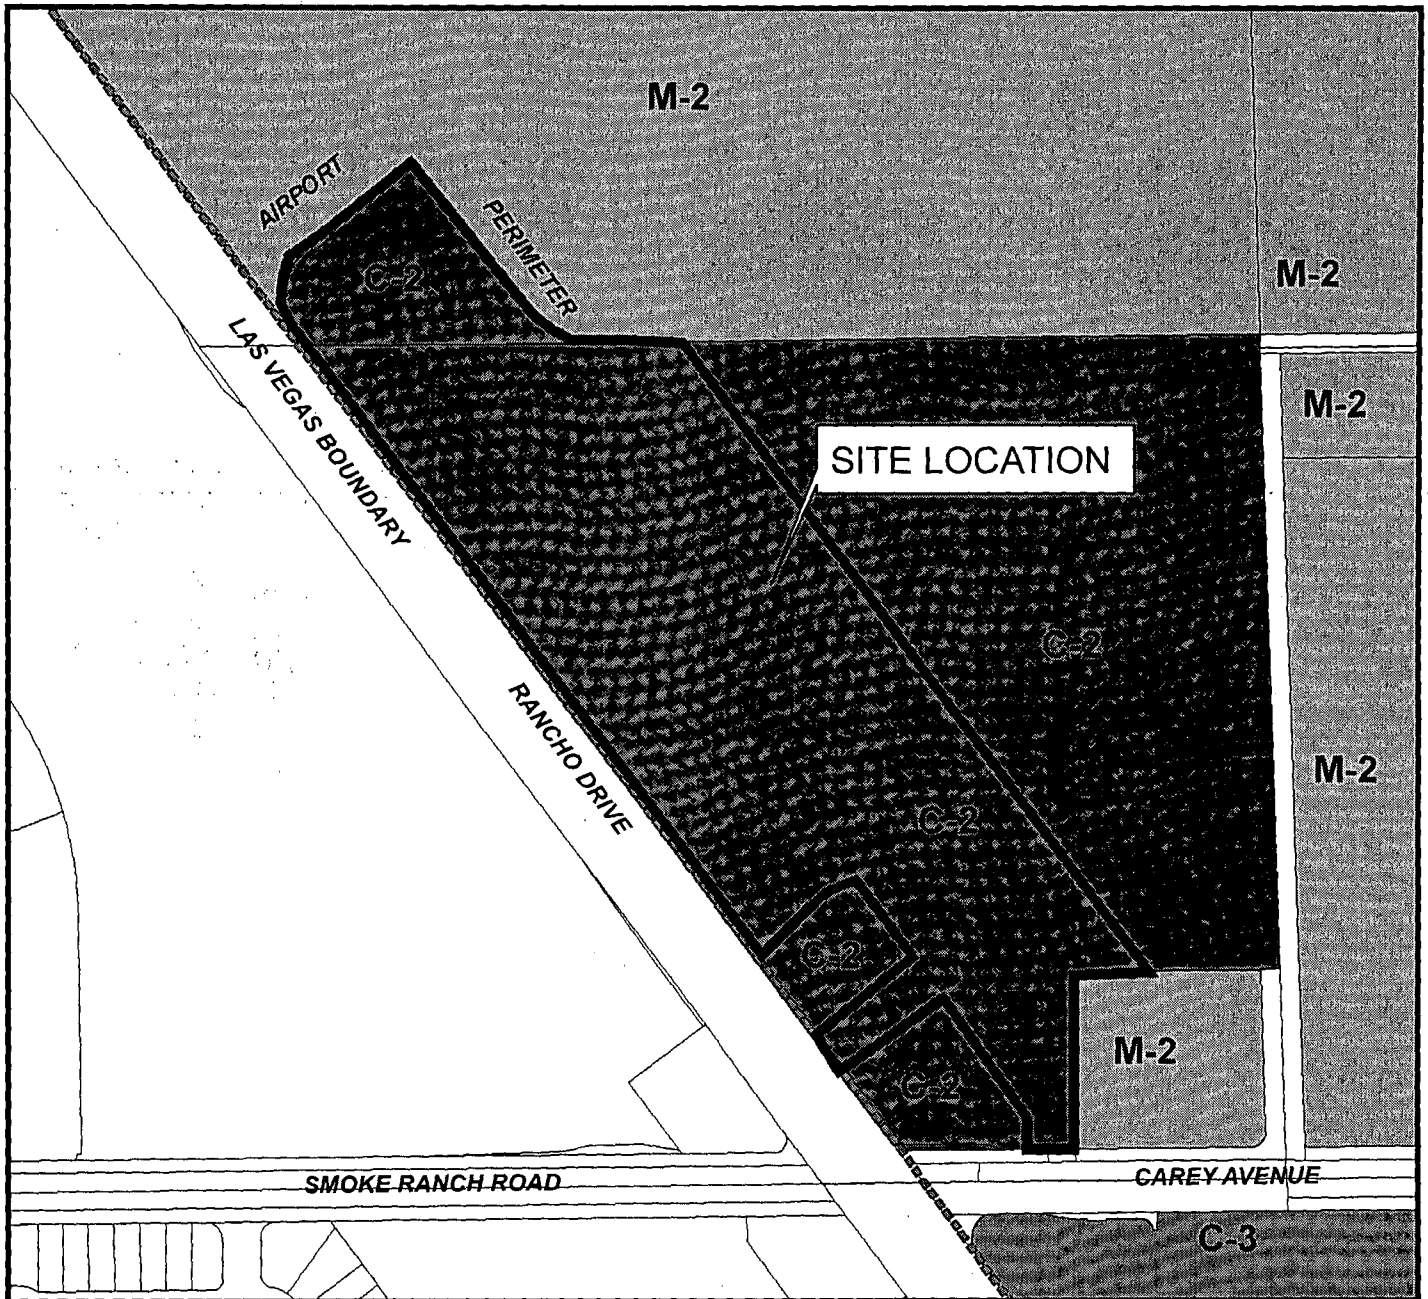 M-2
AIRPORT
PERIMETER
C-2
M-2
LAS VEGAS BOUNDARY
M-2
SITE LOCATION
C-2
RANCHO DRIVE
M-2
C-2
C-2
M-2
C-2
SMOKE RANCH ROAD
CAREY AVENUE
C-3